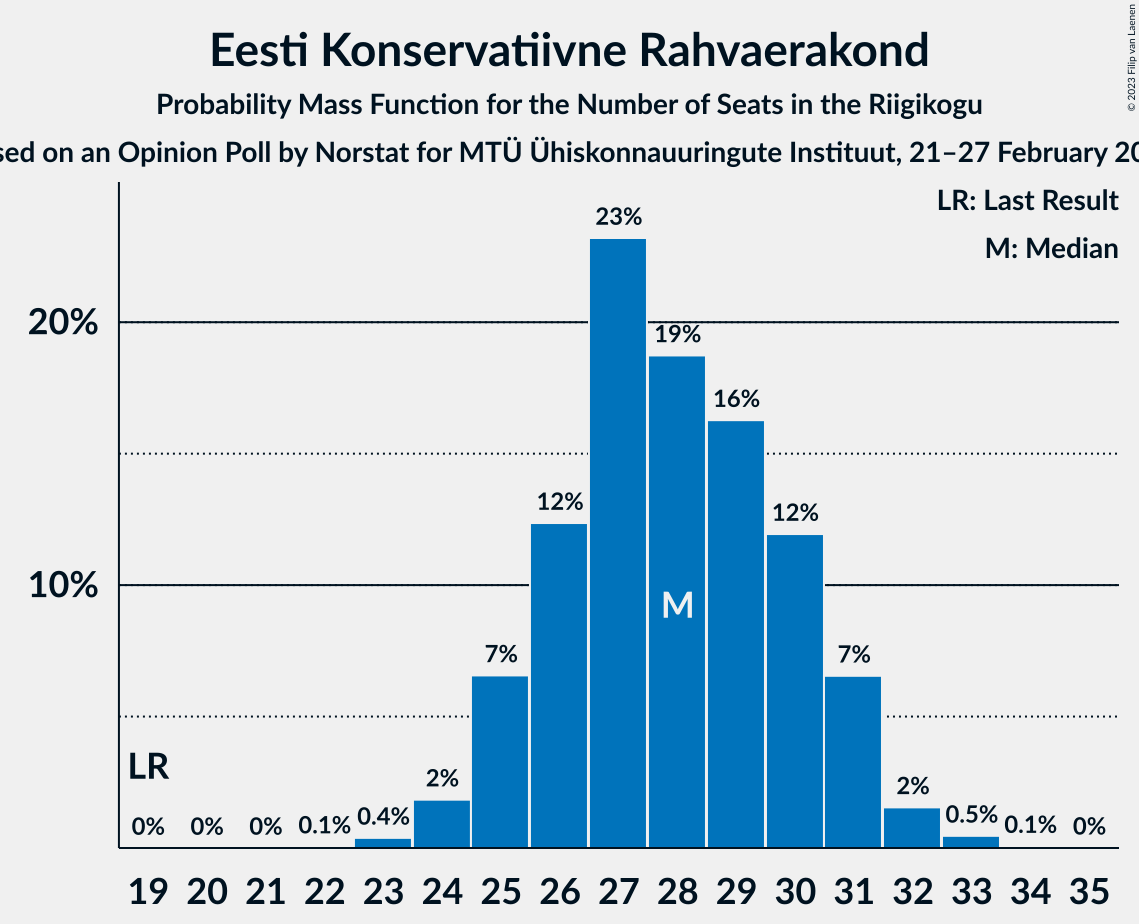 Eesti Konservatiivne Rahvaerakond
Probability Mass Function for the Number of Seats in the Riigikogu
sed on an Opinion Poll by Norstat for MTÜ Ühiskonnauuringute Instituut, 21–27 February 20
© 2023 Filip van Laenen
LR: Last Result
M: Median
23%
20%
19%
16%
12%
12%
10%
M
7%
7%
LR
2%
2%
0% 0% 0% 0.1% 0.4% 0.5% 0.1% 0%
19 20 21 22 23 24 25 26 27 28 29 30 31 32 33 34 35